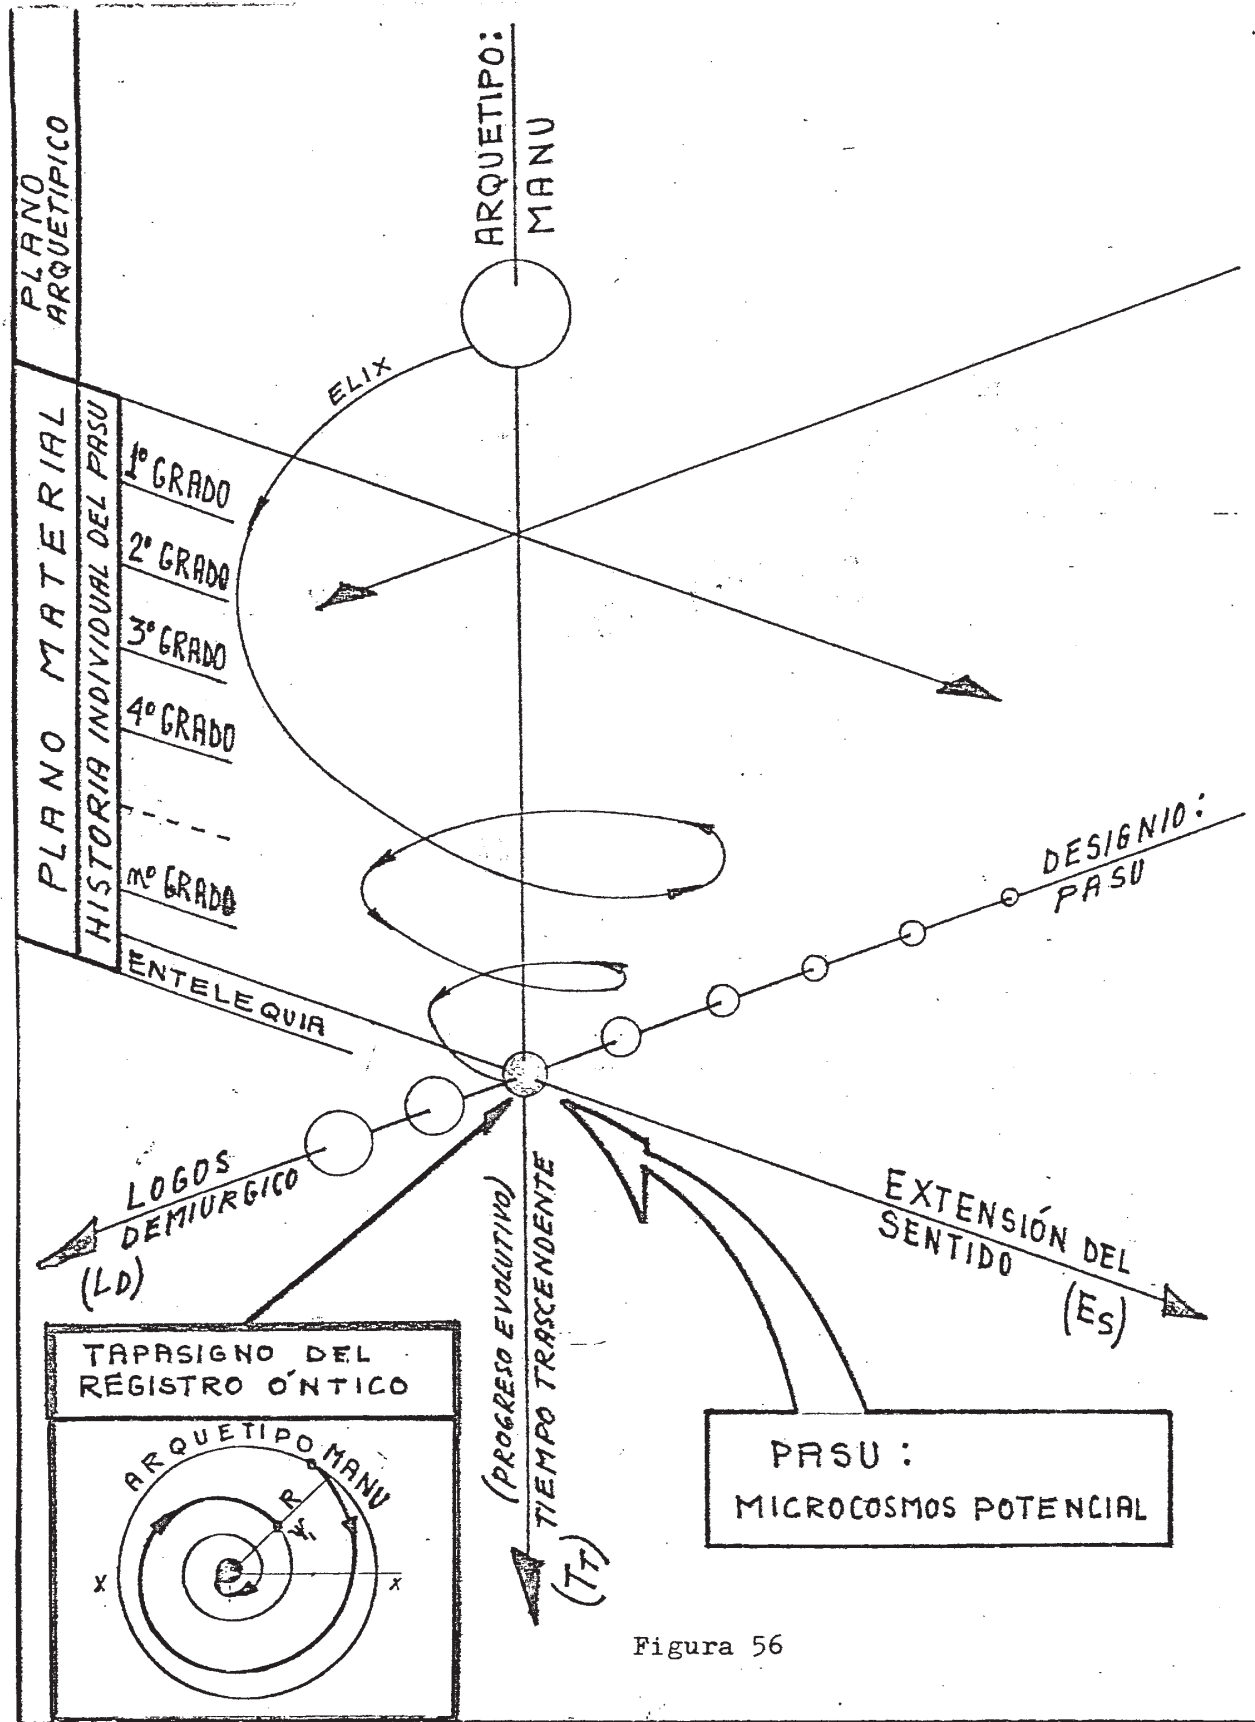 PLANO
ARQUETIPICO
ARQUETIPO:
MANU
ELIX
PLANO MATERIAL
HISTORIA INDIVIDUAL DEL PASU
1º GRADO
2º GRADO
3º GRADO
4º GRADO
nº GRADO
ENTELEQUIA
DESIGNIO:
PASU
LOGOS
DEMIURGICO
(LD)
EXTENSIÓN DEL
SENTIDO
(ES)
(PROGRESO EVOLUTIVO)
TIEMPO TRASCENDENTE
(TT)
TAPASIGNO DEL
REGISTRO ÓNTICO
ARQUETIPO MANU
R
X
X
PASU:
MICROCOSMOS POTENCIAL
Figura 56